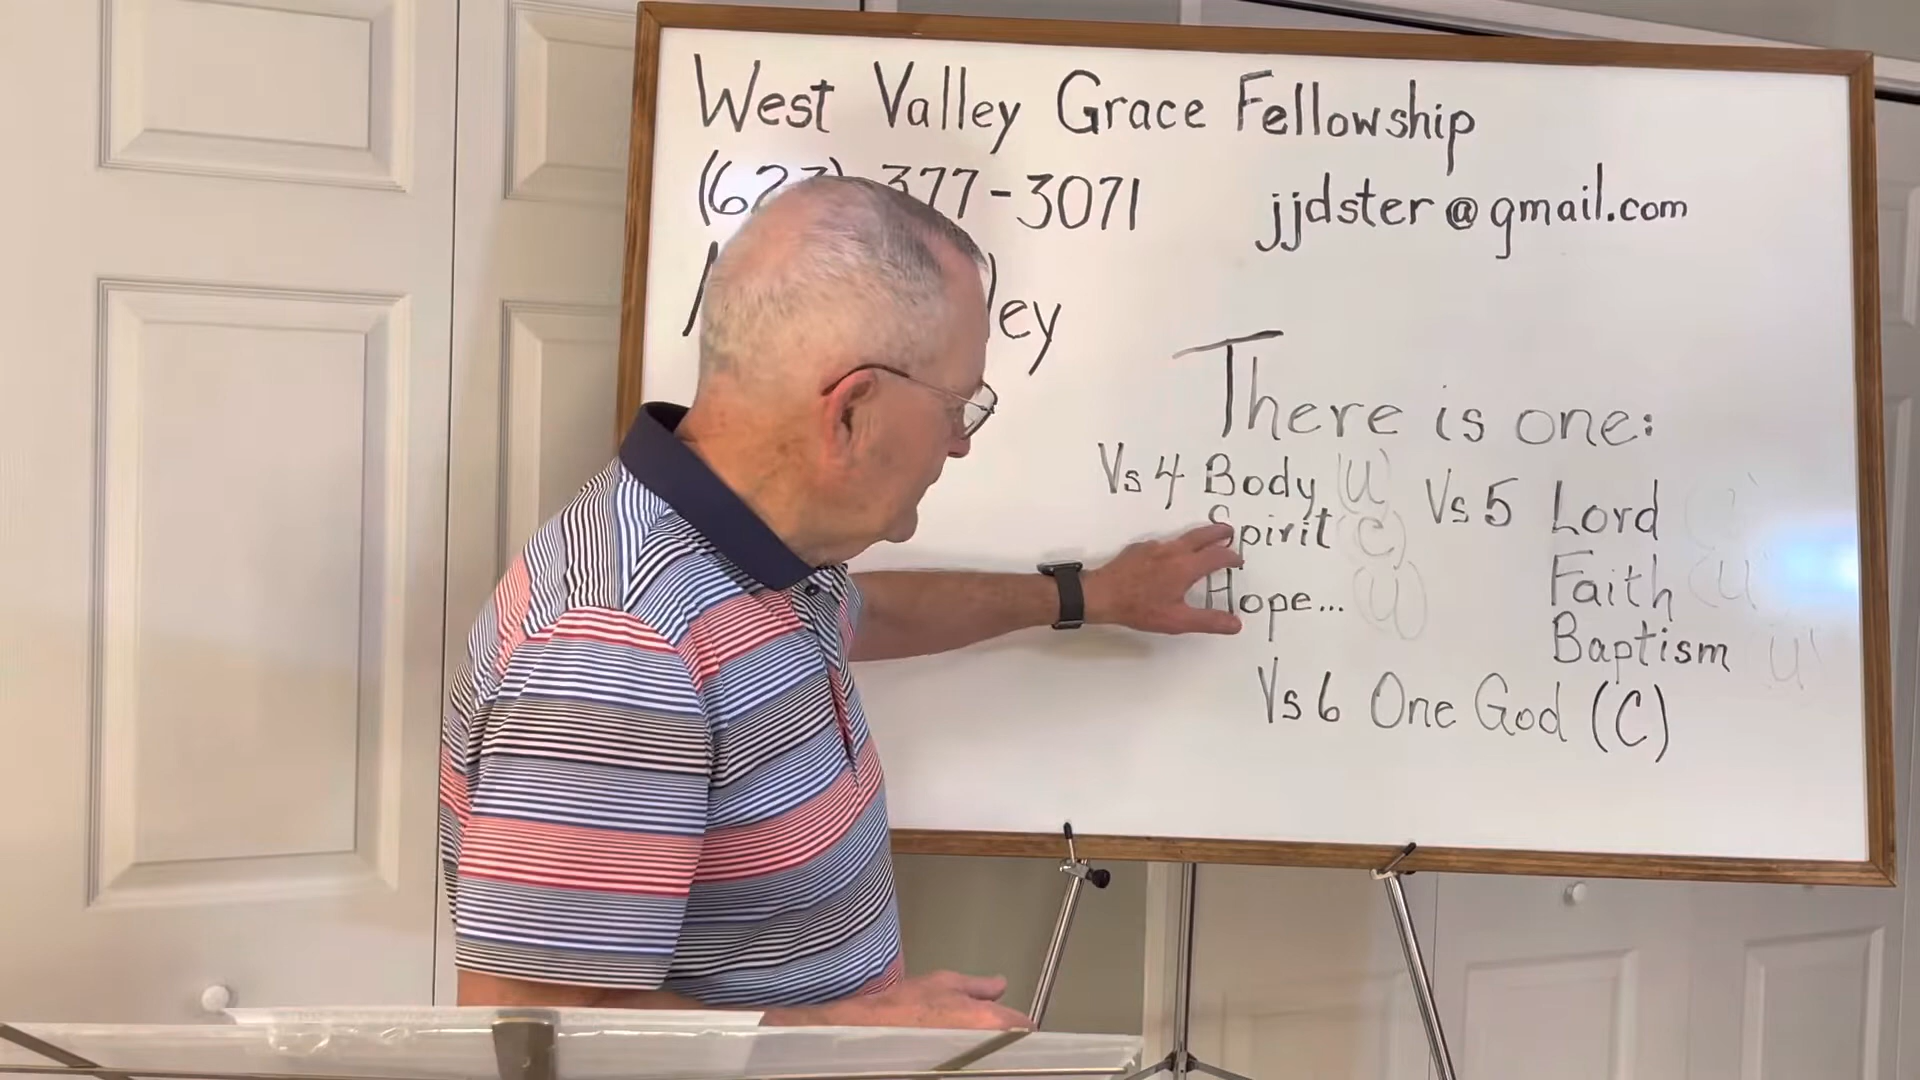 West Valley Grace Fellowship
377-3071 jjdster@gmail.com
There is one:
Vs 4 Body (U) Vs 5 Lord
Spirit (C)
Hope... (U) Faith (U
Baptism U
Vs 6 One God (C)